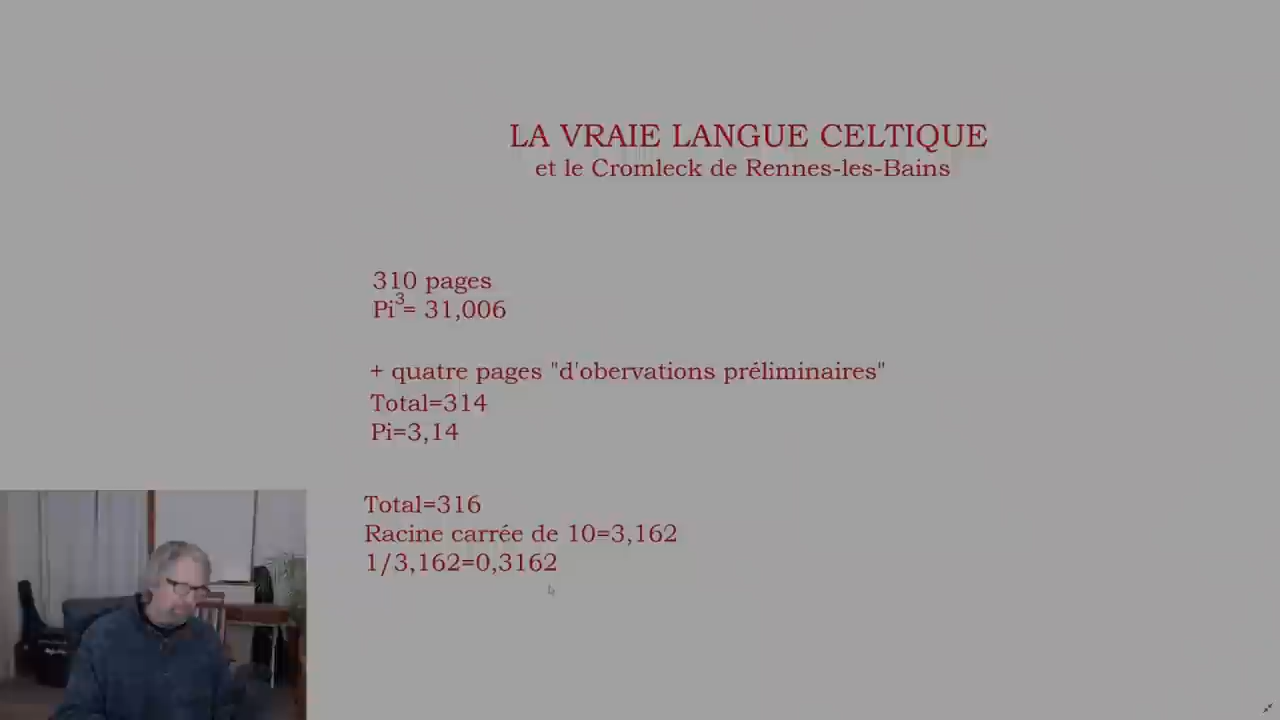 LA VRAIE LANGUE CELTIQUE
et le Cromleck de Rennes-les-Bains
310 pages
Pi³= 31,006
+ quatre pages "d'obervations préliminaires"
Total=314
Pi=3,14
Total=316
Racine carrée de 10=3,162
1/3,162=0,3162